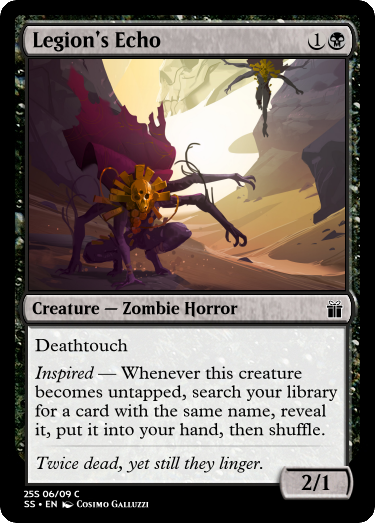 Legion's Echo 1
Creature — Zombie Horror
Deathtouch
Inspired — Whenever this creature
becomes untapped, search your library
for a card with the same name, reveal
it, put it into your hand, then shuffle.
Twice dead, yet still they linger.
2/1
25S 06/09 C
SS • EN Cosimo Galluzzi